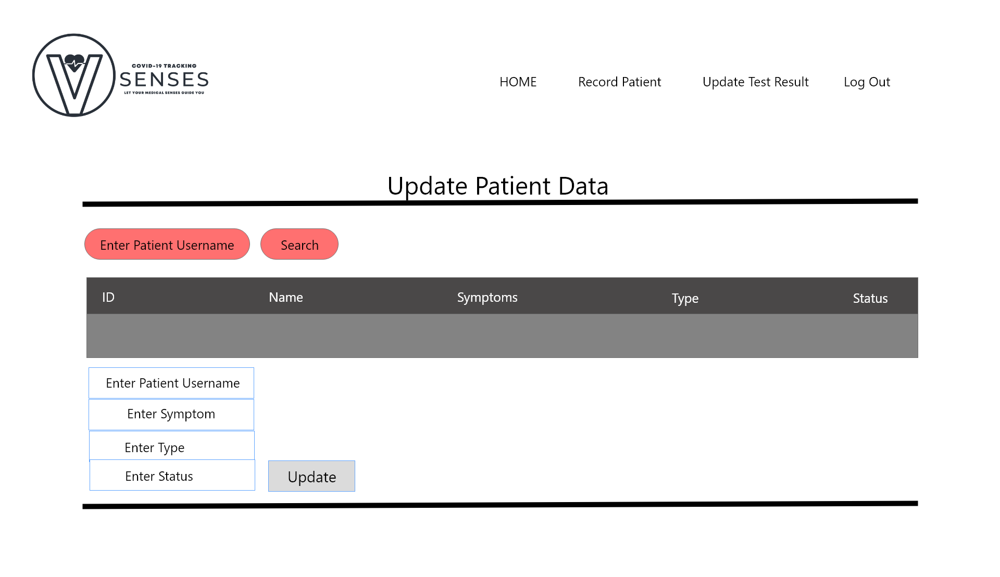 COVID-19 TRACKING
SENSES
LET YOUR MEDICAL SENSES GUIDE YOU
HOME Record Patient Update Test Result Log Out
Update Patient Data
Enter Patient Username Search
ID Name Symptoms Type Status
Enter Patient Username
Enter Symptom
Enter Type
Enter Status Update